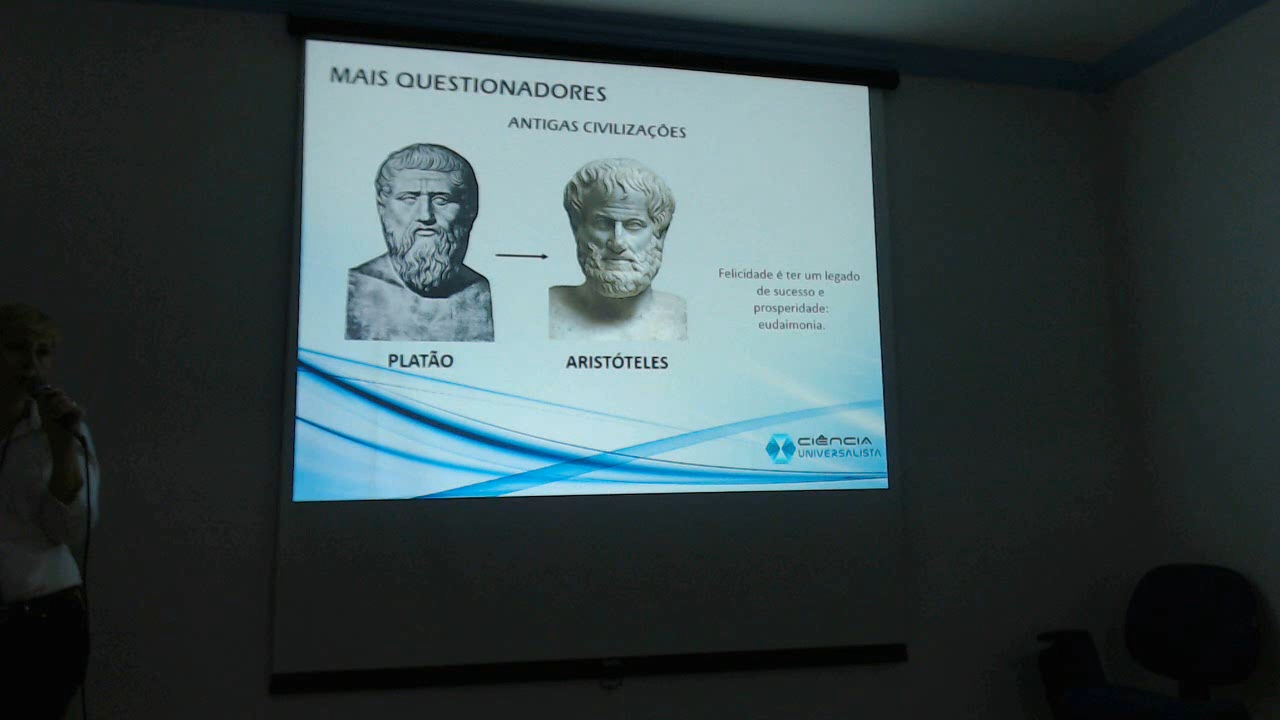 MAIS QUESTIONADORES
ANTIGAS CIVILIZAÇÕES
PLATÃO
ARISTÓTELES
Felicidade é ter um legado
de sucesso e
prosperidade:
eudaimonia.
CIÊNCIA
UNIVERSALISTA